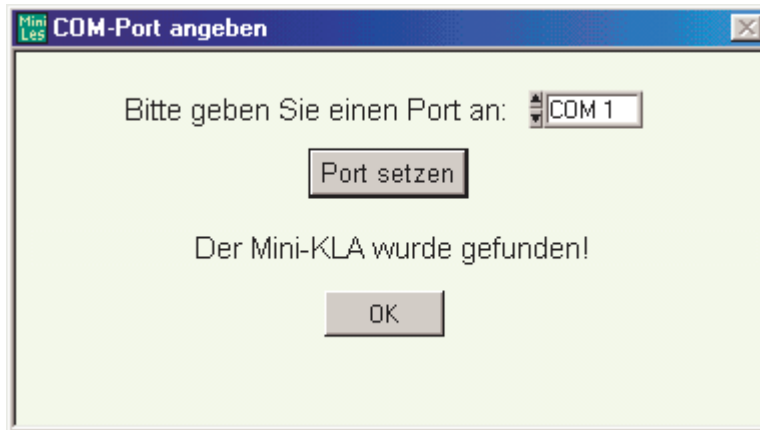 Mini
Les
COM-Port angeben
Bitte geben Sie einen Port an: COM 1
Port setzen
Der Mini-KLA wurde gefunden!
OK